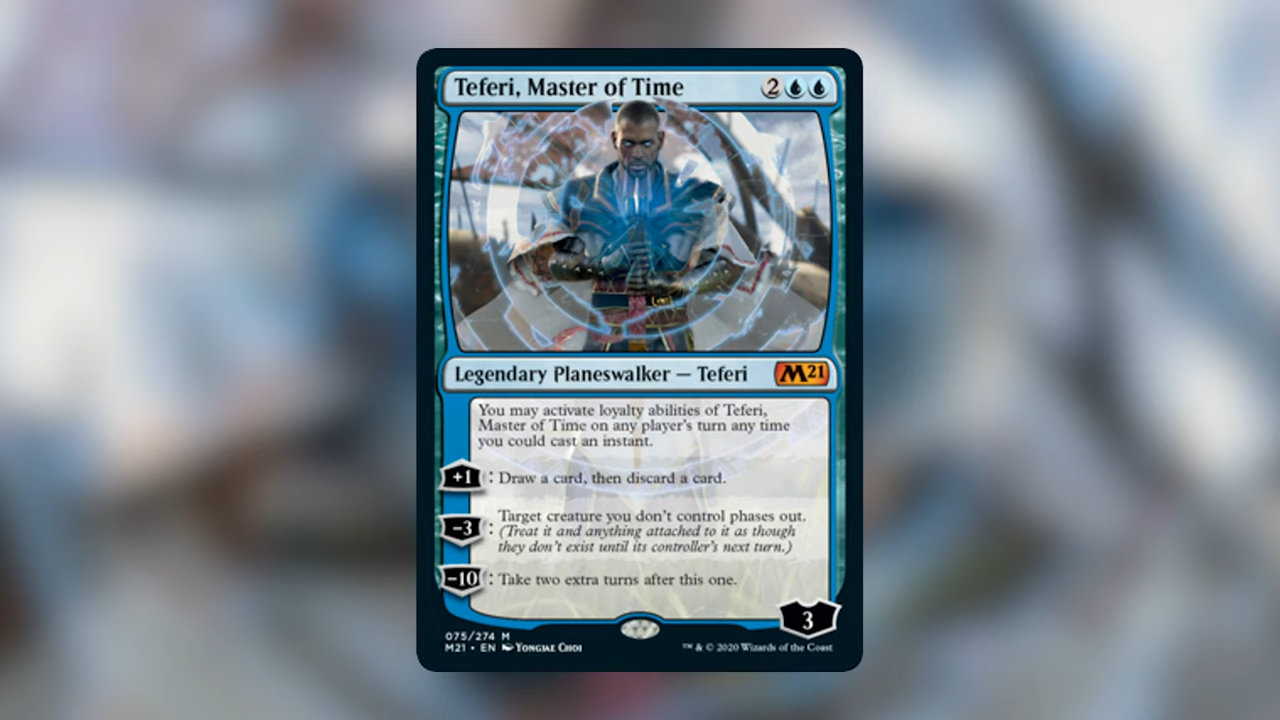 Teferi, Master of Time 2
Legendary Planeswalker — Teferi M21
You may activate loyalty abilities of Teferi,
Master of Time on any player's turn any time
you could cast an instant.
+1 : Draw a card, then discard a card.
−3 : Target creature you don't control phases out.
(Treat it and anything attached to it as though
they don't exist until its controller's next turn.)
−10 : Take two extra turns after this one.
3
075/274 M
M21 • EN Yongjae Choi
™ & © 2020 Wizards of the Coast